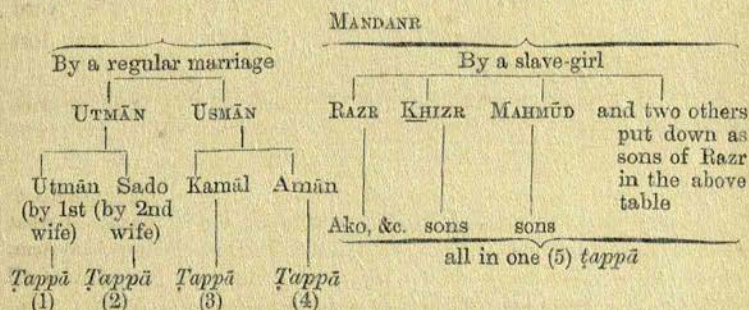 MANDANR
By a regular marriage By a slave-girl
UTMĀN USMĀN RAZR KHIZR MAHMŪD and two others
put down as
sons of Razr
in the above
table
Utmān Sado Kamál Amān
(by 1st (by 2nd
wife) wife)
Ako, &c. sons sons
all in one (5) ṭappā
Ṭappā Ṭappā Ṭappā Ṭappā
(1) (2) (3) (4)